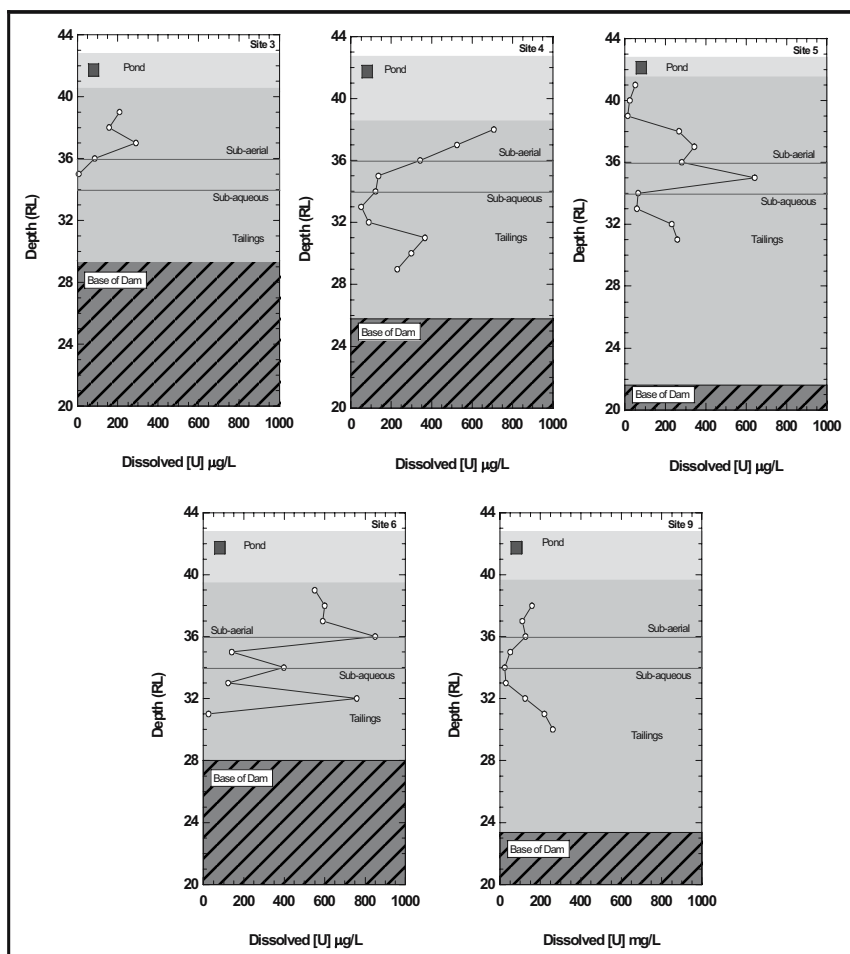 44
Site 3
Pond
40
36
Sub-aerial
Sub-aqueous
32
Tailings
Base of Dam
28
24
20
0 200 400 600 800 1000
Depth (RL)
Dissolved [U] µg/L
44
Site 4
Pond
40
36
Sub-aerial
Sub-aqueous
32
Tailings
28
Base of Dam
24
20
0 200 400 600 800 1000
Depth (RL)
Dissolved [U] µg/L
44
Site 5
Pond
40
36
Sub-aerial
Sub-aqueous
32
Tailings
28
24
Base of Dam
20
0 200 400 600 800 1000
Depth (RL)
Dissolved [U] µg/L
44
Site 6
Pond
40
Sub-aerial
36
Sub-aqueous
32
Tailings
28
Base of Dam
24
20
0 200 400 600 800 1000
Depth (RL)
Dissolved [U] µg/L
44
Site 9
Pond
40
Sub-aerial
36
Sub-aqueous
32
Tailings
28
24
Base of Dam
20
0 200 400 600 800 1000
Depth (RL)
Dissolved [U] mg/L